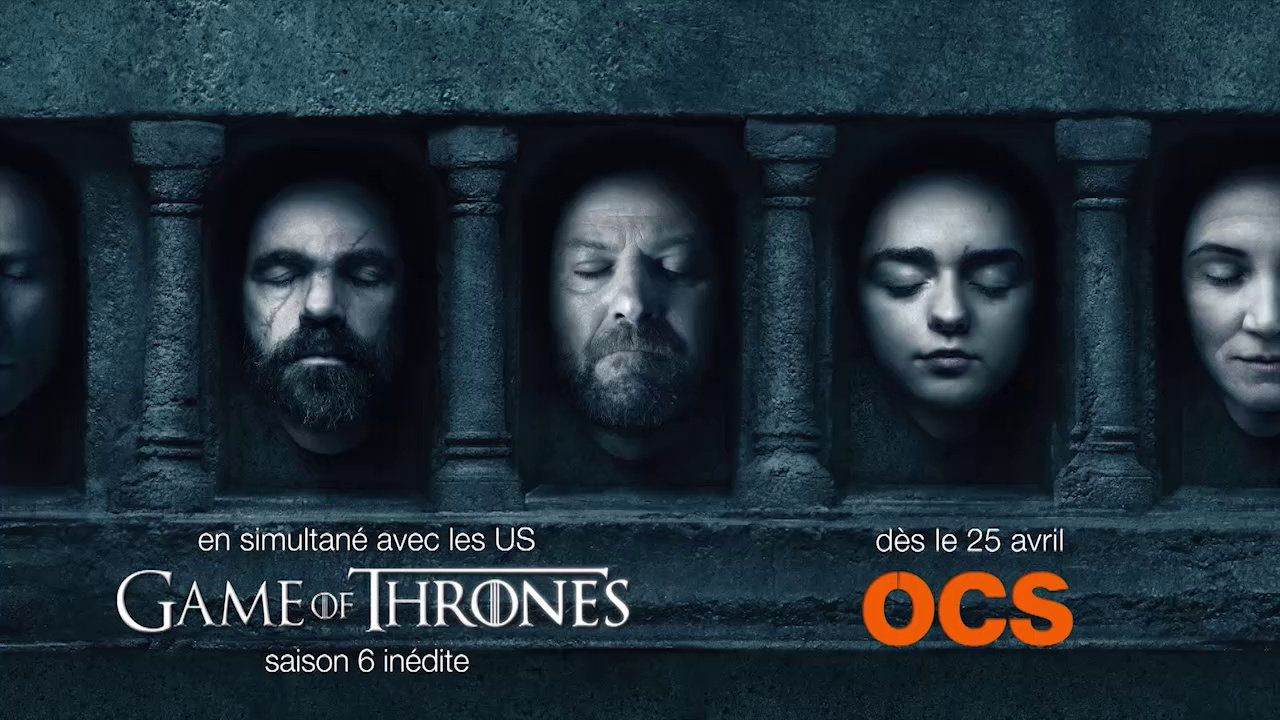 en simultané avec les US
GAME OF THRONES
saison 6 inédite
dès le 25 avril
OCS